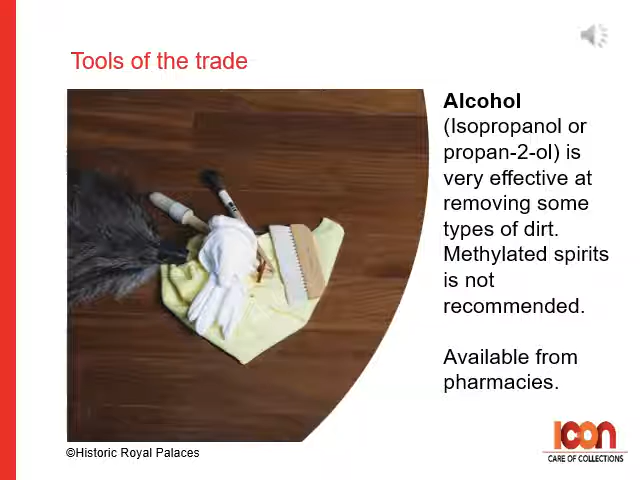 Tools of the trade
Alcohol
(Isopropanol or
propan-2-ol) is
very effective at
removing some
types of dirt.
Methylated spirits
is not
recommended.
Available from
pharmacies.
©Historic Royal Palaces
icon
CARE OF COLLECTIONS